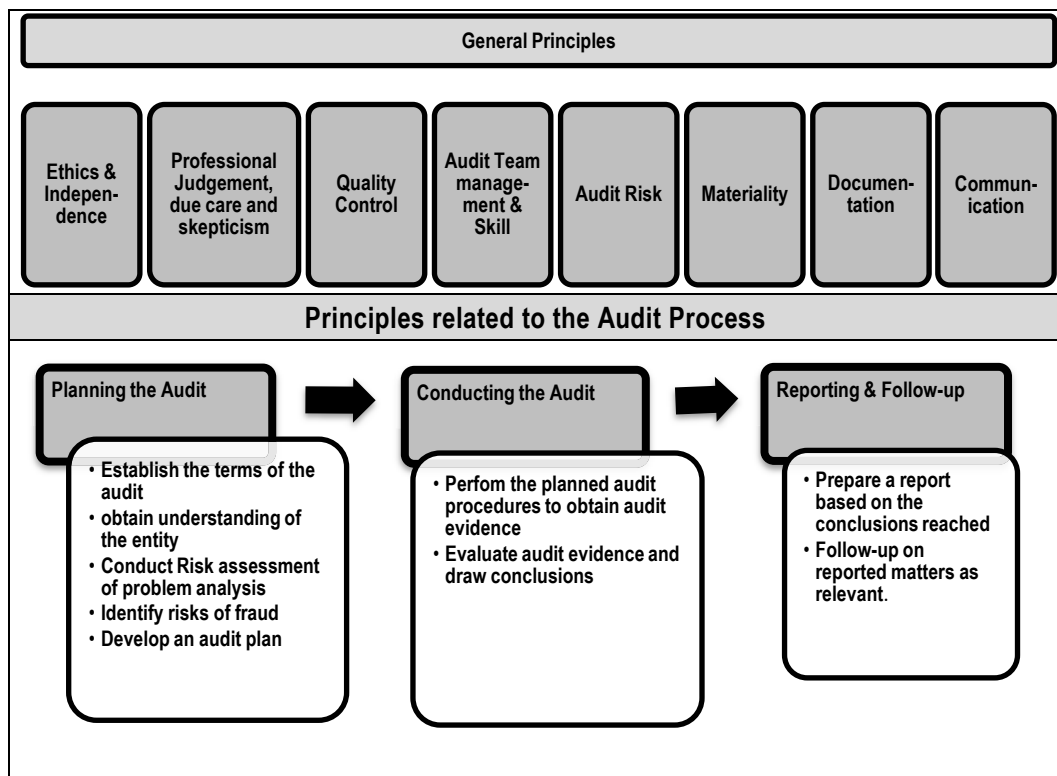 General Principles
Ethics &
Indepen-
dence
Professional
Judgement,
due care and
skepticism
Quality
Control
Audit Team
manage-
ment &
Skill
Audit Risk
Materiality
Documen-
tation
Commun-
ication
Principles related to the Audit Process
Planning the Audit
• Establish the terms of the
audit
• obtain understanding of
the entity
• Conduct Risk assessment
of problem analysis
• Identify risks of fraud
• Develop an audit plan
Conducting the Audit
• Perfom the planned audit
procedures to obtain audit
evidence
• Evaluate audit evidence and
draw conclusions
Reporting & Follow-up
• Prepare a report
based on the
conclusions reached
• Follow-up on
reported matters as
relevant.